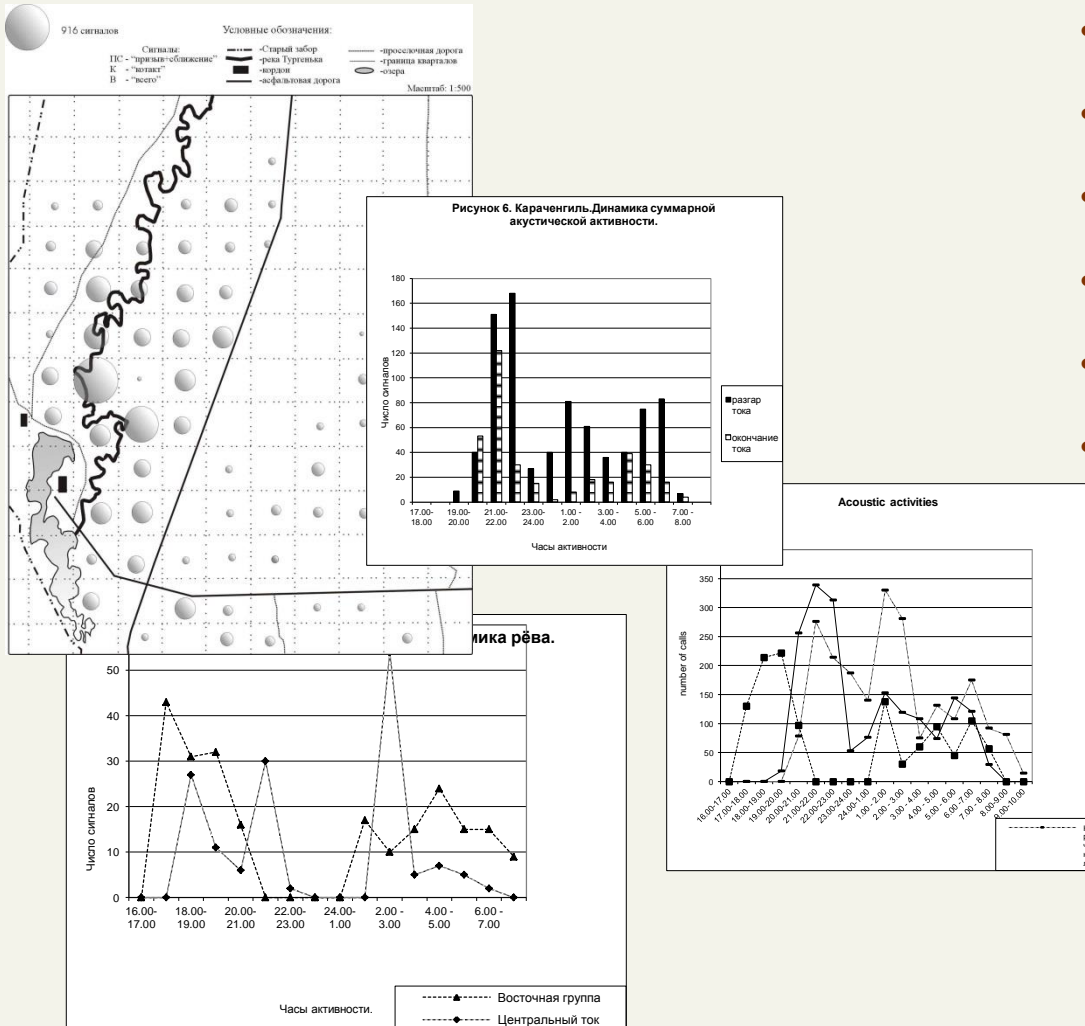 916 сигналов
Условные обозначения:
Сигналы:
ПС - "призыв+сближение"
К - "контакт"
В - "всего"
-Старый забор
-река Тургенька
-кордон
-асфальтовая дорога
-проселочная дорога
-граница кварталов
-озера
Масштаб: 1:500
Рисунок 6. Караченгиль.Динамика суммарной
акустической активности.
Число сигналов
180
160
140
120
100
80
60
40
20
0
17.00- 19.00- 21.00- 23.00- 1.00 - 3.00 - 5.00 - 7.00 -
18.00 20.00 22.00 24.00 2.00 4.00 6.00 8.00
Часы активности
разгар
тока
окончание
тока
Acoustic activities
number of calls
350
300
250
200
150
100
50
0
16.00-17.00
17.00-18.00
18.00-19.00
19.00-20.00
20.00-21.00
21.00-22.00
22.00-23.00
23.00-24.00
24.00-1.00
1.00 - 2.00
2.00 - 3.00
3.00 - 4.00
4.00 - 5.00
5.00 - 6.00
6.00 -7.00
7.00 - 8.00
8.00-9.00
9.00-10.00
мика рёва.
Число сигналов
50
40
30
20
10
0
16.00- 18.00- 20.00- 22.00- 24.00- 2.00 - 4.00 - 6.00 -
17.00 19.00 21.00 23.00 1.00 3.00 5.00 7.00
Часы активности.
Восточная группа
Центральный ток